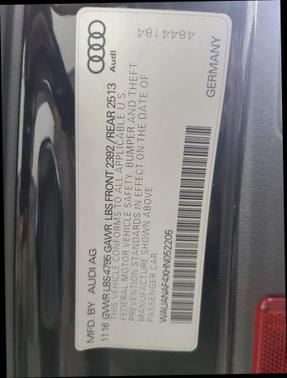 MFD. BY AUDI AG
Audi
4844184
11 16 GVWR LBS 4795 GAWR LBS FRONT 2392/REAR 2513
THIS VEHICLE CONFORMS TO ALL APPLICABLE U S
FEDERAL MOTOR VEHICLE SAFETY, BUMPER AND THEFT
PREVENTION STANDARDS IN EFFECT ON THE DATE OF
MANUFACTURE SHOWN ABOVE
PASSENGER CAR
WAUANAF4XHN052206
GERMANY